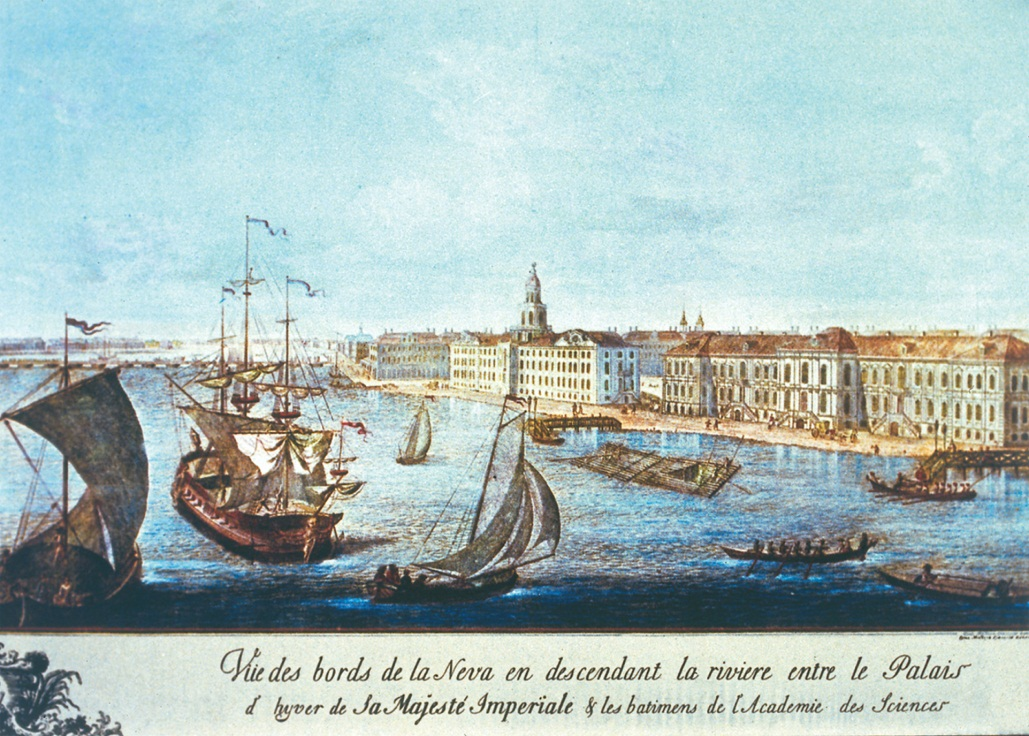 Vüe des bords de la Neva en descendant la riviere entre le Palais
d'hyver de Sa Majesté Imperïale & les batimens de l'Academie des Sciences